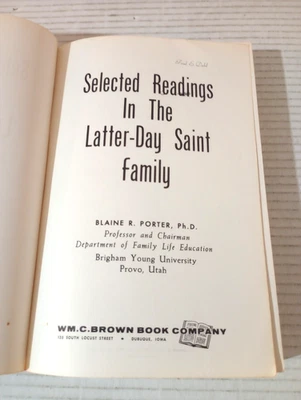 Selected Readings
In The
Latter-Day Saint
Family
BLAINE R. PORTER, Ph.D.
Professor and Chairman
Department of Family Life Education
Brigham Young University
Provo, Utah
WM. C. BROWN BOOK COMPANY
135 SOUTH LOCUST STREET • DUBUQUE, IOWA